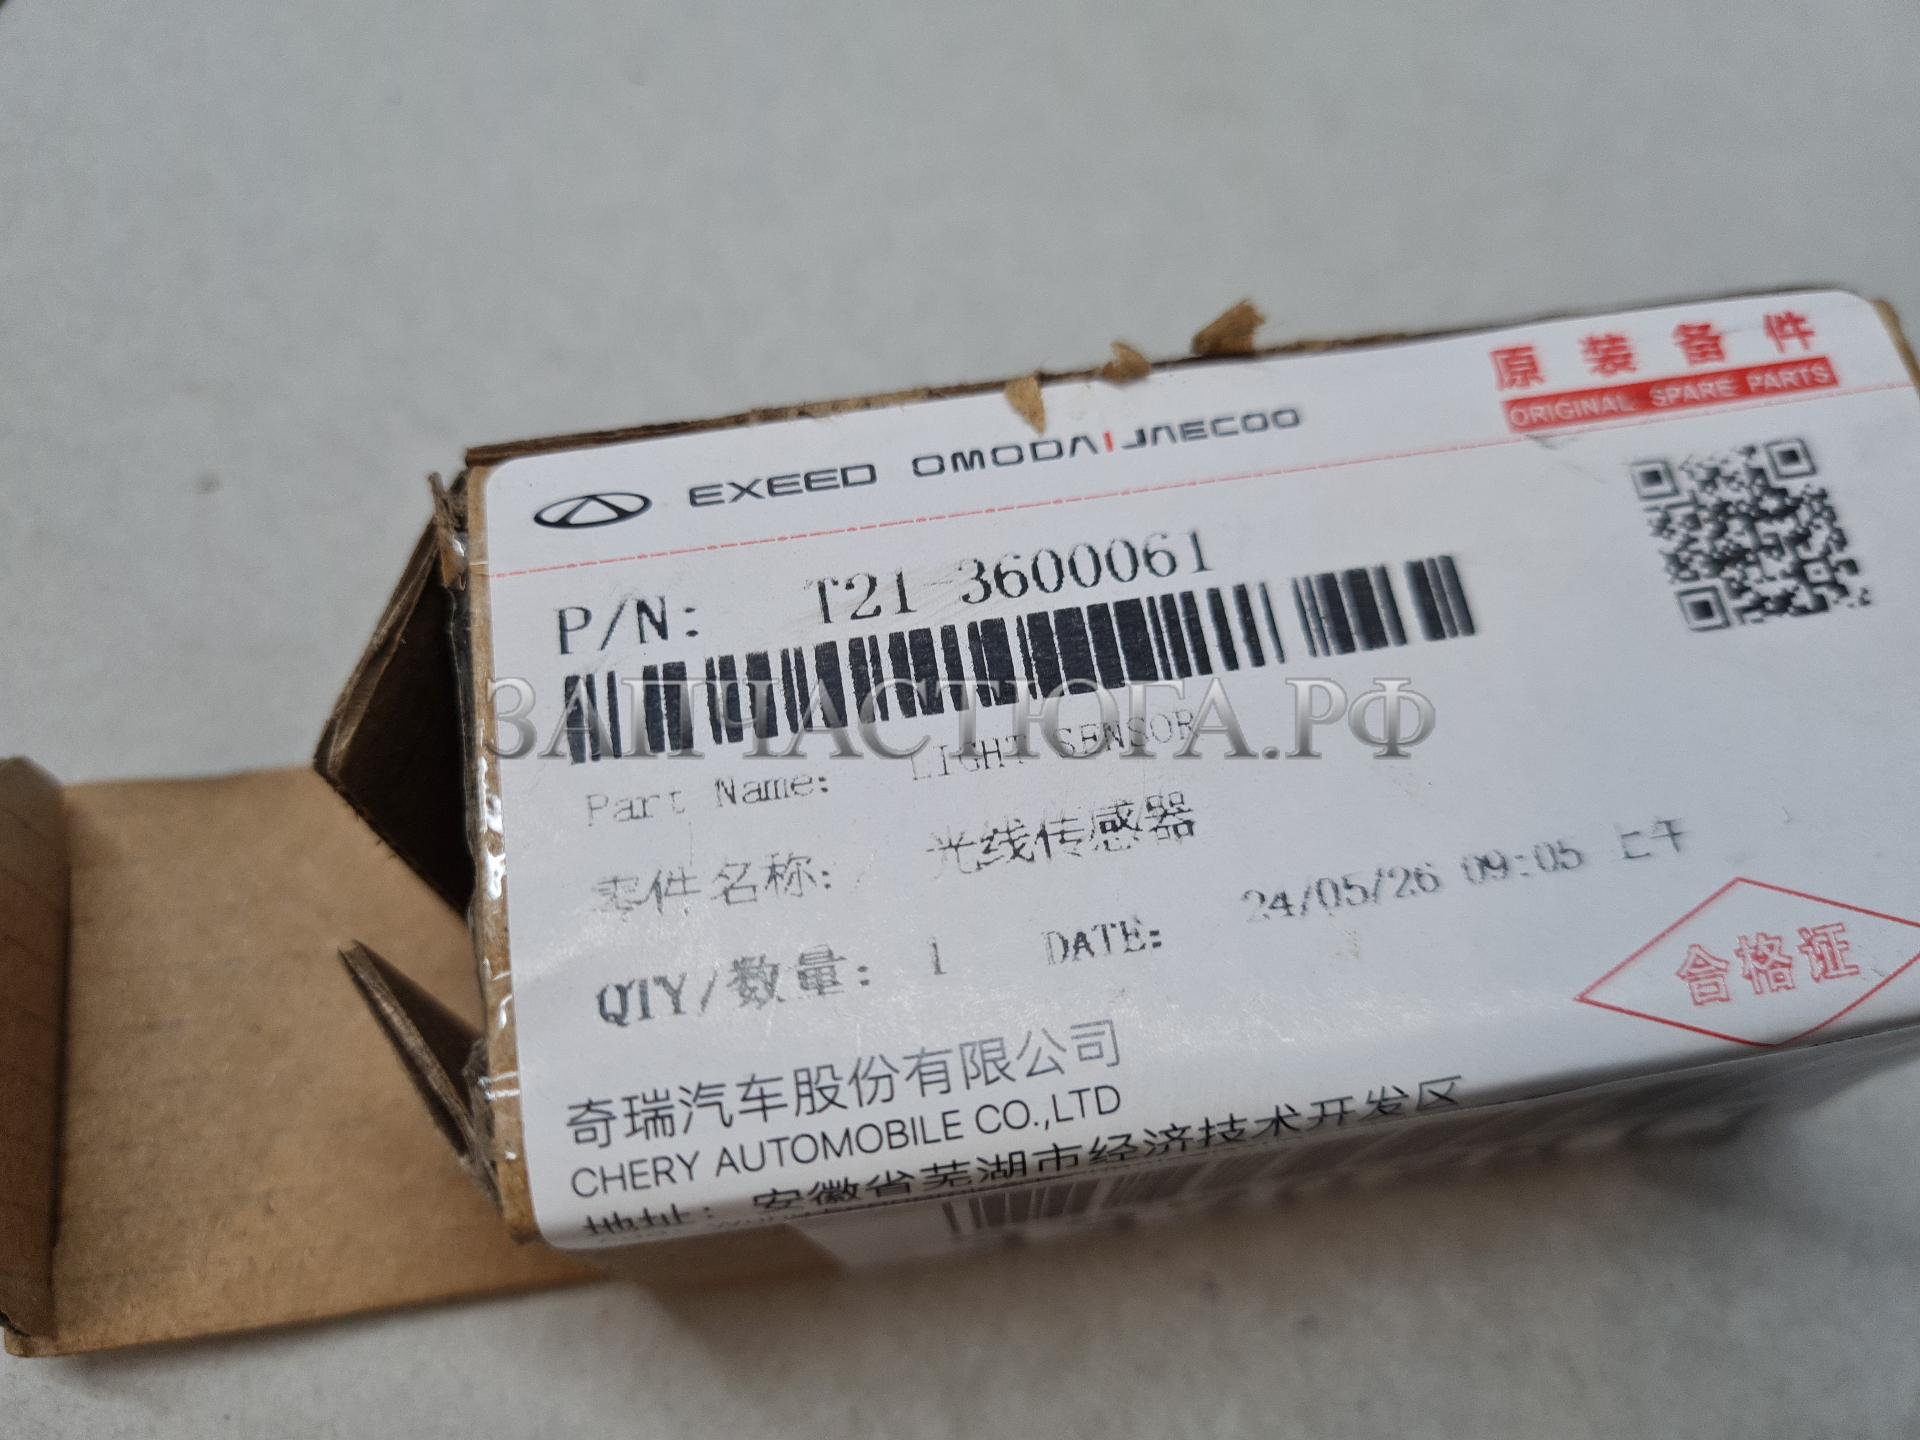 原装备件
ORIGINAL SPARE PARTS
EXEED OMODA|JAECOO
P/N: T21-3600061
ЗАПЧАСТЮГА.РФ
Part Name: LIGHT SENSOR
零件名称: 光线传感器
QTY/数量: 1 DATE: 24/05/26 09:05 上午
合格证
奇瑞汽车股份有限公司
CHERY AUTOMOBILE CO.,LTD
地址: 安徽省芜湖市经济技术开发区